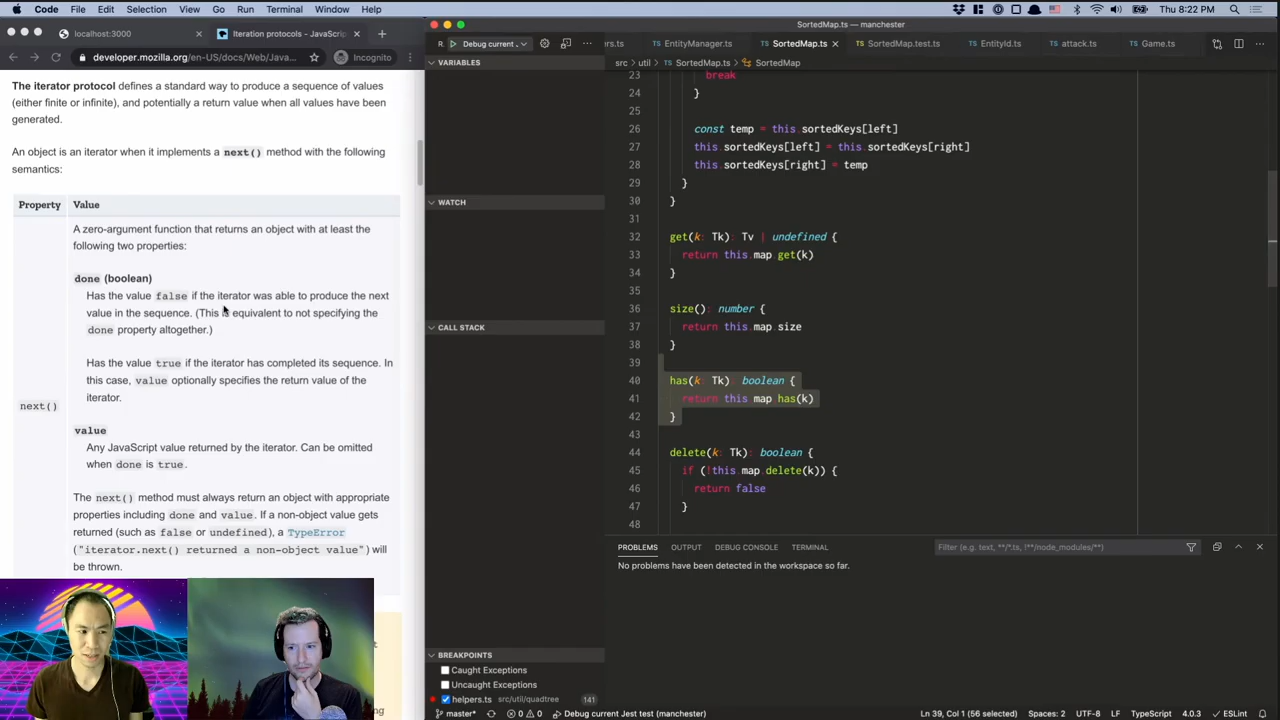 Code File Edit Selection View Go Run Terminal Window Help
Thu 8:22 PM
localhost:3000
Iteration protocols - JavaScri
developer.mozilla.org/en-US/docs/Web/Java...
Incognito
The iterator protocol defines a standard way to produce a sequence of values
(either finite or infinite), and potentially a return value when all values have been
generated.
An object is an iterator when it implements a next() method with the following
semantics:
Property Value
A zero-argument function that returns an object with at least the
following two properties:
done (boolean)
Has the value false if the iterator was able to produce the next
value in the sequence. (This is equivalent to not specifying the
done property altogether.)
Has the value true if the iterator has completed its sequence. In
this case, value optionally specifies the return value of the
iterator.
next()
value
Any JavaScript value returned by the iterator. Can be omitted
when done is true.
The next() method must always return an object with appropriate
properties including done and value. If a non-object value gets
returned (such as false or undefined), a TypeError
("iterator.next() returned a non-object value") will
be thrown.
SortedMap.ts — manchester
R. Debug current ..
rs.ts EntityManager.ts SortedMap.ts SortedMap.test.ts EntityId.ts attack.ts Game.ts
VARIABLES
WATCH
CALL STACK
BREAKPOINTS
Caught Exceptions
Uncaught Exceptions
helpers.ts src/util/quadtree 141
src > util > SortedMap.ts > SortedMap
23 break
24 }
25
26 const temp = this.sortedKeys[left]
27 this.sortedKeys[left] = this.sortedKeys[right]
28 this.sortedKeys[right] = temp
29 }
30 }
31
32 get(k: Tk): Tv | undefined {
33 return this.map.get(k)
34 }
35
36 size(): number {
37 return this.map.size
38 }
39
40 has(k: Tk): boolean {
41 return this.map.has(k)
42 }
43
44 delete(k: Tk): boolean {
45 if (!this.map.delete(k)) {
46 return false
47 }
48
PROBLEMS OUTPUT DEBUG CONSOLE TERMINAL
Filter (e.g. text, **/*.ts, !**/node_modules/**)
No problems have been detected in the workspace so far.
master* 0 0 Debug current Jest test (manchester)
Ln 39, Col 1 (56 selected) Spaces: 2 UTF-8 LF TypeScript 4.0.3 ESLint